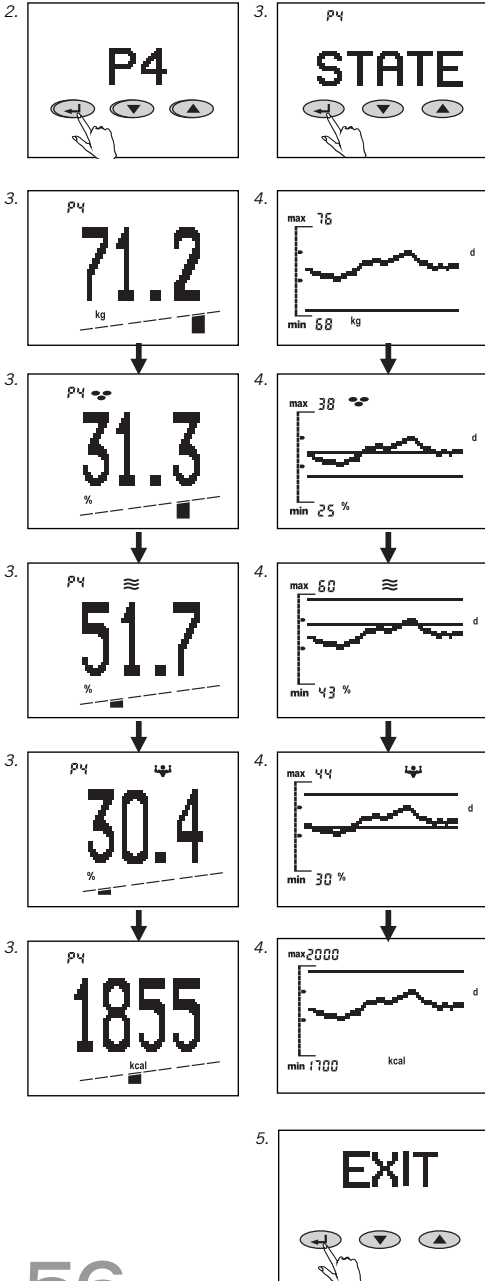 2.
P4
3.
P4
STATE
3.
P4
71.2
kg
4.
max 76
d
min 68 kg
3.
P4
31.3
%
4.
max 38
d
min 25 %
3.
P4
51.7
%
4.
max 60
d
min 43 %
3.
P4
30.4
%
4.
max 44
d
min 30 %
3.
P4
1855
kcal
4.
max 2000
d
min 1700 kcal
5.
EXIT
56